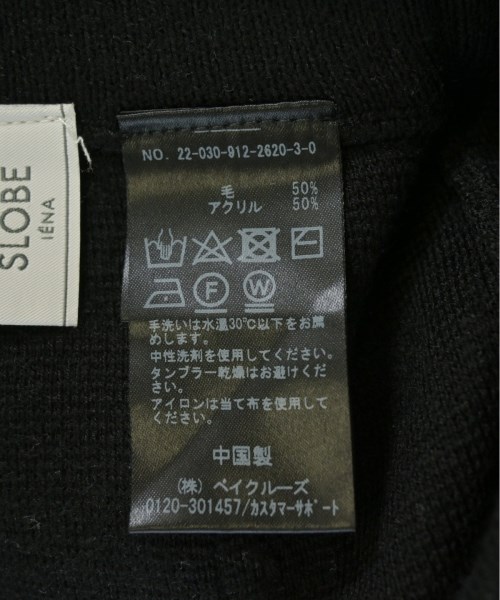 SLOBE
IÉNA
NO. 22-030-912-2620-3-0
毛 50%
アクリル 50%
F W
手洗いは水温30℃以下をお薦
めします。
中性洗剤を使用してください。
タンブラー乾燥はお避けくだ
さい。
アイロンは当て布を使用して
ください。
中国製
(株) ベイクルーズ
0120-301457/カスタマーサポート